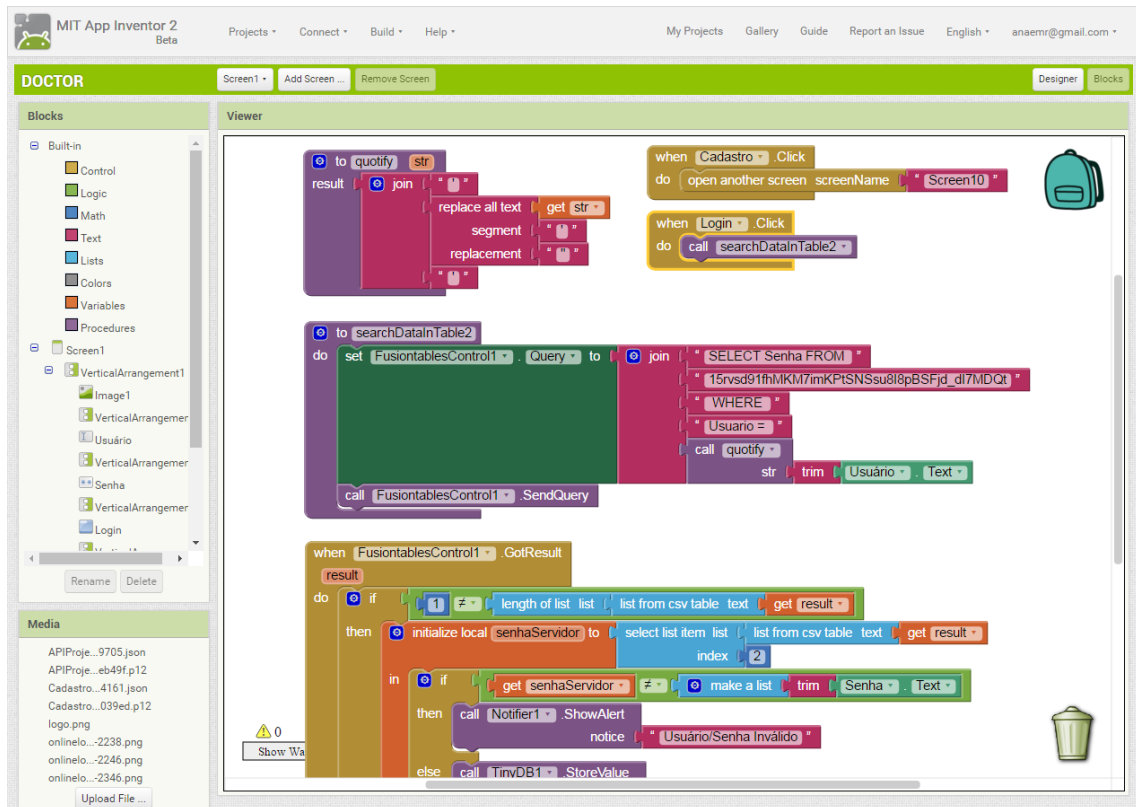 MIT App Inventor 2
Beta
Projects Connect Build Help My Projects Gallery Guide Report an Issue English anaemr@gmail.com
DOCTOR Screen1 Add Screen ... Remove Screen Designer Blocks
Blocks
Built-in
Control
Logic
Math
Text
Lists
Colors
Variables
Procedures
Screen1
VerticalArrangement1
Image1
VerticalArrangemer
Usuário
VerticalArrangemer
Senha
VerticalArrangemer
Login
Rename Delete
Media
APIProje...9705.json
APIProje...eb49f.p12
Cadastro...4161.json
Cadastro...039ed.p12
logo.png
onlinelo...-2238.png
onlinelo...-2246.png
onlinelo...-2346.png
Upload File ...
Viewer
to quotify str
result join " ' "
replace all text get str
segment " ' "
replacement " '' "
" ' "
when Cadastro .Click
do open another screen screenName " Screen10 "
when Login .Click
do call searchDataInTable2
to searchDataInTable2
do set FusiontablesControl1 . Query to join " SELECT Senha FROM "
" 15rvsd91fhMKM7imKPtSNSsu8I8pBSFjd_dI7MDQt "
" WHERE "
" Usuario = "
call quotify
str trim Usuário . Text
call FusiontablesControl1 .SendQuery
when FusiontablesControl1 .GotResult
result
do if 1 ≠ length of list list list from csv table text get result
then initialize local senhaServidor to select list item list list from csv table text get result
index 2
in if get senhaServidor ≠ make a list trim Senha . Text
then call Notifier1 .ShowAlert
notice " Usuário/Senha Inválido "
else call TinyDB1 .StoreValue
0
Show Wa